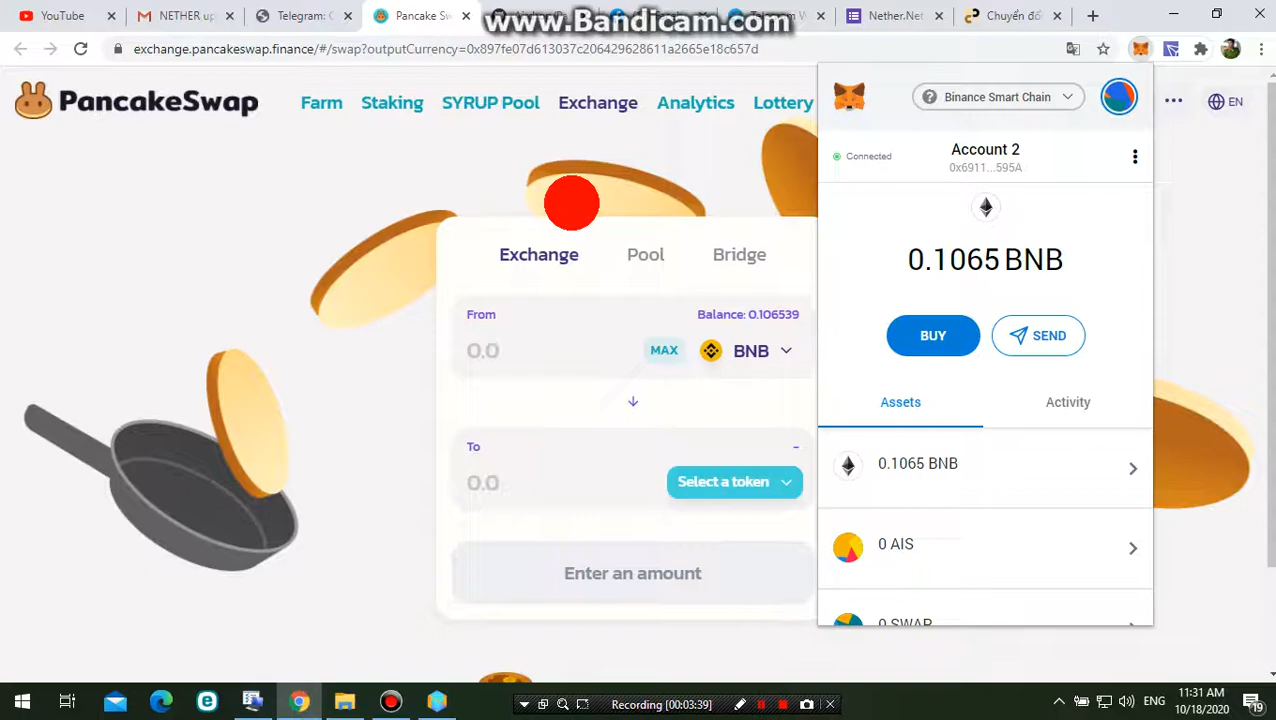 YouTube
NETHER up
Telegram: C
Pancake Swap
Nether.Net
Chuyển đổ
www.Bandicam.com
exchange.pancakeswap.finance/#/swap?outputCurrency=0x897fe07d613037c206429628611a2665e18c657d
PancakeSwap
Farm
Staking
SYRUP Pool
Exchange
Analytics
Lottery
EN
Binance Smart Chain
Connected
Account 2
0x6911...595A
0.1065 BNB
BUY
SEND
Assets
Activity
0.1065 BNB
0 AIS
0 SWAP
Exchange
Pool
Bridge
From
Balance: 0.106539
0.0
MAX
BNB
To
-
0.0
Select a token
Enter an amount
Recording [00:03:39]
ENG
11:31 AM
10/18/2020
19